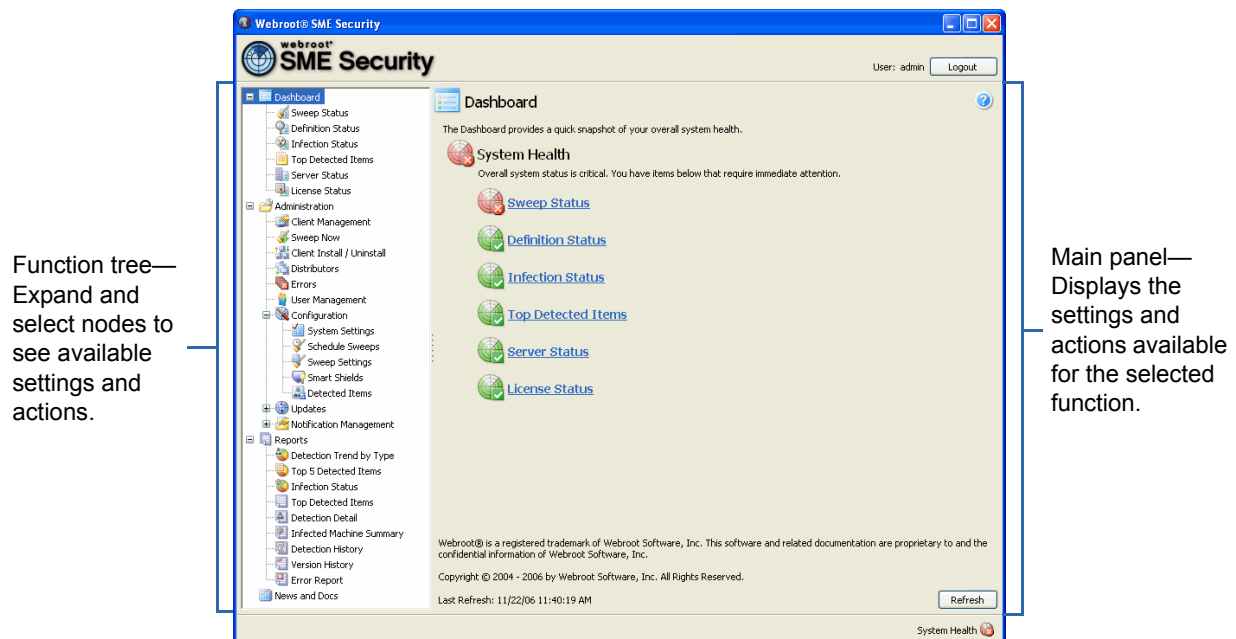 Webroot® SME Security
webroot®
SME Security
User: admin
Logout
Function tree—
Expand and
select nodes to
see available
settings and
actions.
Dashboard
Sweep Status
Definition Status
Infection Status
Top Detected Items
Server Status
License Status
Administration
Client Management
Sweep Now
Client Install / Uninstall
Distributors
Errors
User Management
Configuration
System Settings
Schedule Sweeps
Sweep Settings
Smart Shields
Detected Items
Updates
Notification Management
Reports
Detection Trend by Type
Top 5 Detected Items
Infection Status
Top Detected Items
Detection Detail
Infected Machine Summary
Detection History
Version History
Error Report
News and Docs
Dashboard
The Dashboard provides a quick snapshot of your overall system health.
System Health
Overall system status is critical. You have items below that require immediate attention.
Sweep Status
Definition Status
Infection Status
Top Detected Items
Server Status
License Status
Webroot® is a registered trademark of Webroot Software, Inc. This software and related documentation are proprietary to and the
confidential information of Webroot Software, Inc.
Copyright © 2004 - 2006 by Webroot Software, Inc. All Rights Reserved.
Last Refresh: 11/22/06 11:40:19 AM
Refresh
System Health
Main panel—
Displays the
settings and
actions available
for the selected
function.